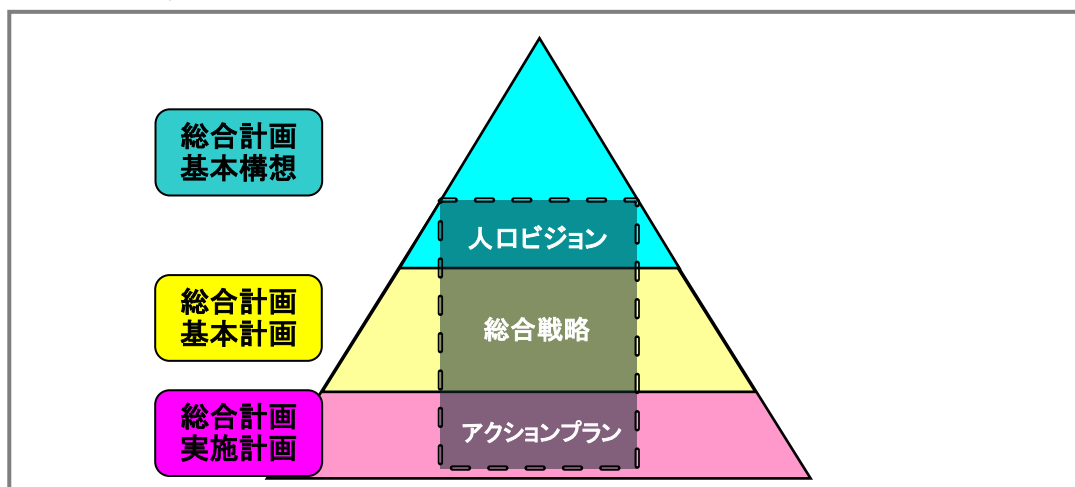 総合計画
基本構想
人口ビジョン
総合計画
基本計画
総合戦略
総合計画
実施計画
アクションプラン